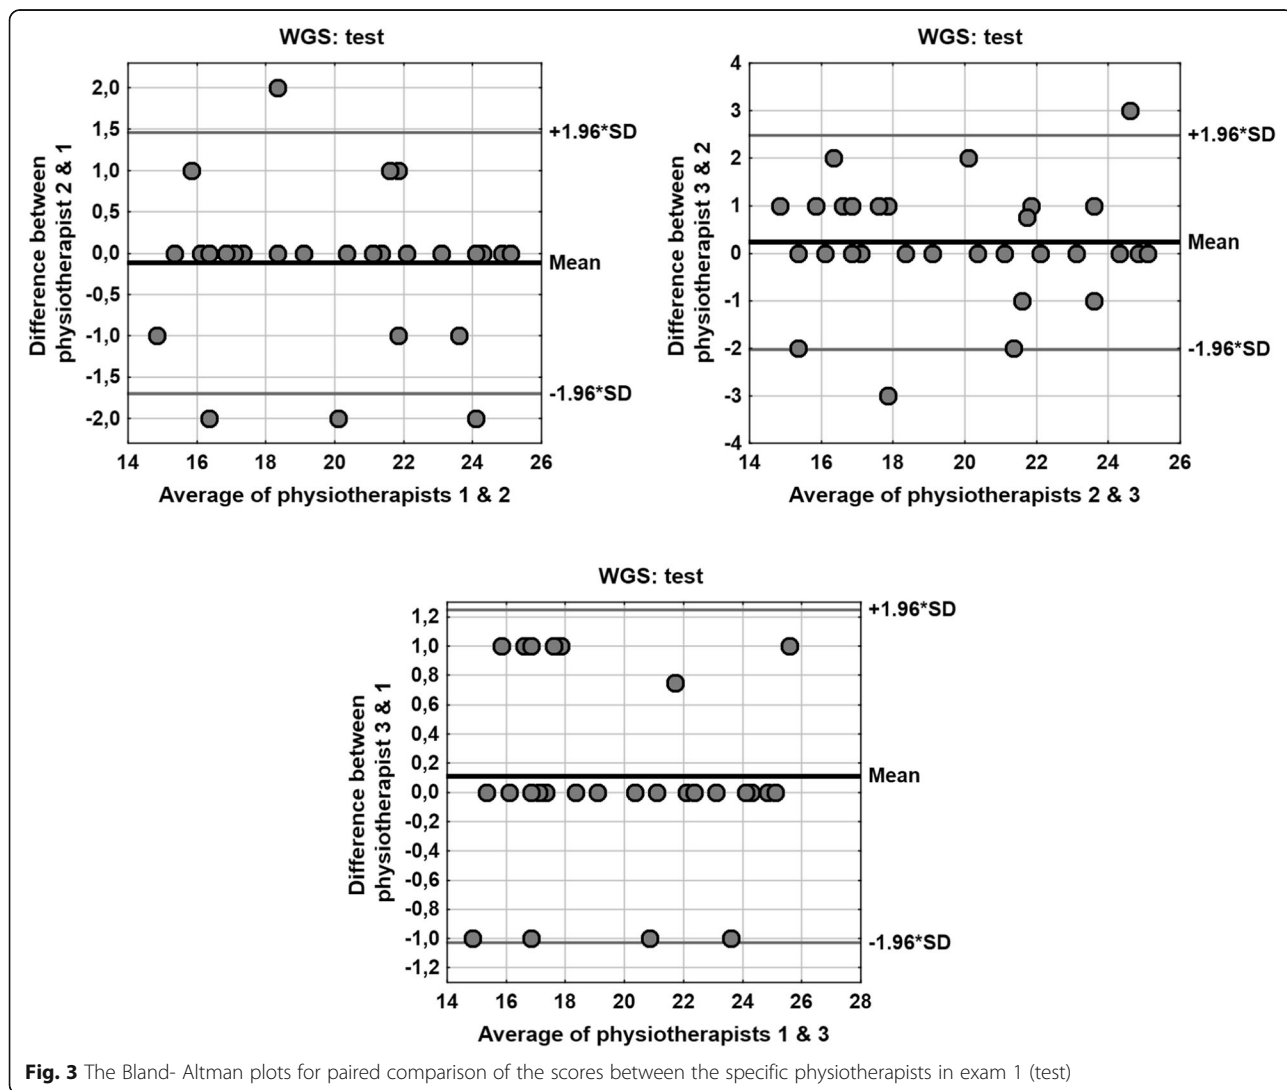 WGS: test
Difference between
physiotherapist 2 & 1
2,0
1,5
1,0
0,5
0,0
-0,5
-1,0
-1,5
-2,0
+1.96*SD
Mean
-1.96*SD
14 16 18 20 22 24 26
Average of physiotherapists 1 & 2
WGS: test
Difference between
physiotherapist 3 & 2
4
3
2
1
0
-1
-2
-3
-4
+1.96*SD
Mean
-1.96*SD
14 16 18 20 22 24 26
Average of physiotherapists 2 & 3
WGS: test
Difference between
physiotherapist 3 & 1
1,2
1,0
0,8
0,6
0,4
0,2
0,0
-0,2
-0,4
-0,6
-0,8
-1,0
-1,2
+1.96*SD
Mean
-1.96*SD
14 16 18 20 22 24 26 28
Average of physiotherapists 1 & 3
Fig. 3 The Bland- Altman plots for paired comparison of the scores between the specific physiotherapists in exam 1 (test)